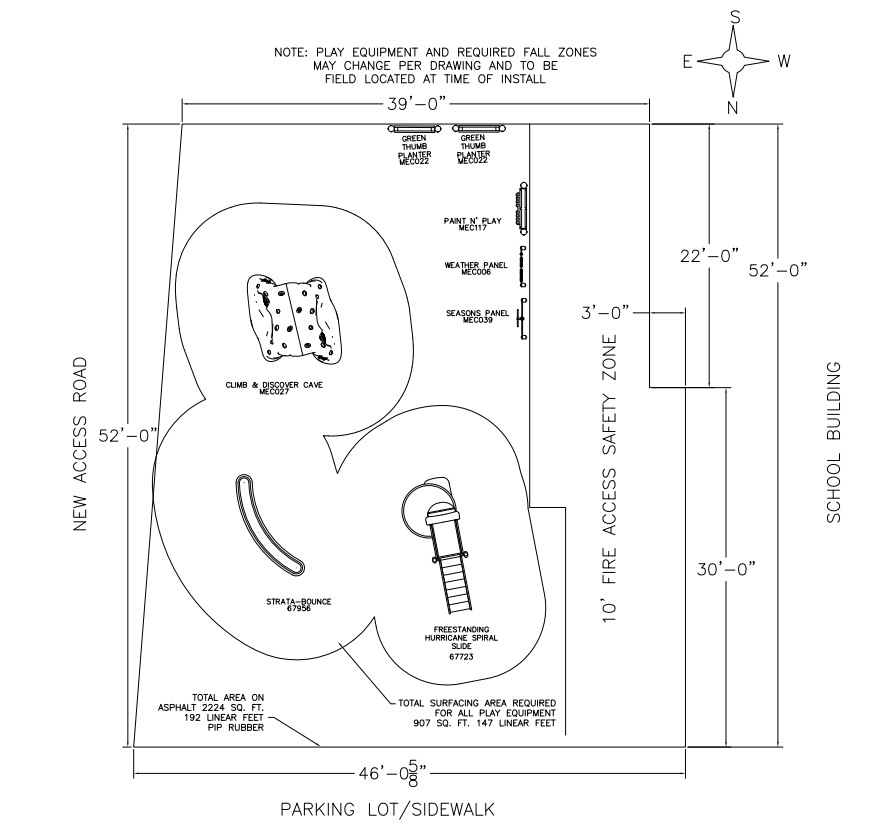 S
NOTE: PLAY EQUIPMENT AND REQUIRED FALL ZONES
MAY CHANGE PER DRAWING AND TO BE
FIELD LOCATED AT TIME OF INSTALL
E
W
N
39'-0"
GREEN
THUMB
PLANTER
MEC022
GREEN
THUMB
PLANTER
MEC022
PAINT N' PLAY
MEC117
WEATHER PANEL
MEC006
SEASONS PANEL
MEC039
22'-0"
52'-0"
3'-0"
CLIMB & DISCOVER CAVE
MEC027
NEW ACCESS ROAD
52'-0"
10' FIRE ACCESS SAFETY ZONE
SCHOOL BUILDING
30'-0"
STRATA-BOUNCE
67956
FREESTANDING
HURRICANE SPIRAL
SLIDE
67723
TOTAL AREA ON
ASPHALT 2224 SQ. FT.
192 LINEAR FEET
PIP RUBBER
TOTAL SURFACING AREA REQUIRED
FOR ALL PLAY EQUIPMENT
907 SQ. FT. 147 LINEAR FEET
46'-0 5/8"
PARKING LOT/SIDEWALK